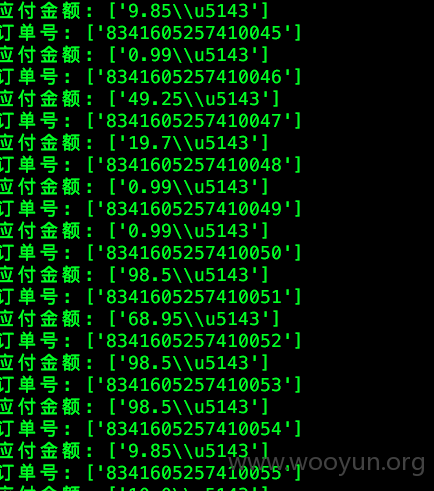 应付金额: ['9.85\\u5143']
订单号: ['8341605257410045']
应付金额: ['0.99\\u5143']
订单号: ['8341605257410046']
应付金额: ['49.25\\u5143']
订单号: ['8341605257410047']
应付金额: ['19.7\\u5143']
订单号: ['8341605257410048']
应付金额: ['0.99\\u5143']
订单号: ['8341605257410049']
应付金额: ['0.99\\u5143']
订单号: ['8341605257410050']
应付金额: ['98.5\\u5143']
订单号: ['8341605257410051']
应付金额: ['68.95\\u5143']
订单号: ['8341605257410052']
应付金额: ['98.5\\u5143']
订单号: ['8341605257410053']
应付金额: ['98.5\\u5143']
订单号: ['8341605257410054']
应付金额: ['9.85\\u5143']
www.wooyun.org
订单号: ['8341605257410055']